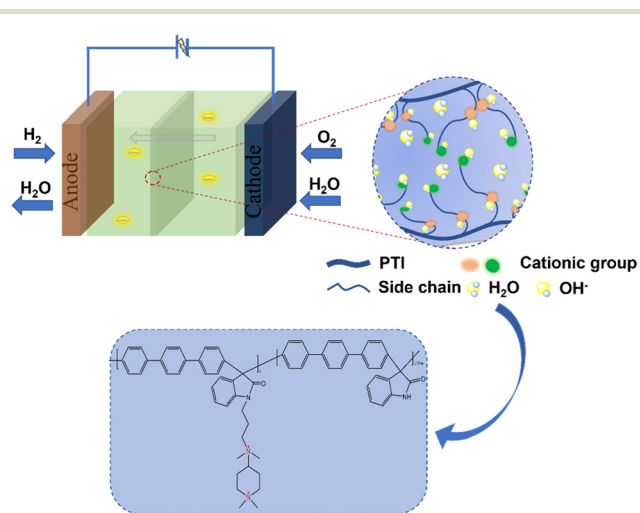 H₂
H₂O
Anode
Cathode
O₂
H₂O
PTI
Cationic group
Side chain
H₂O
OH⁻
O
N
O
NH
N
N